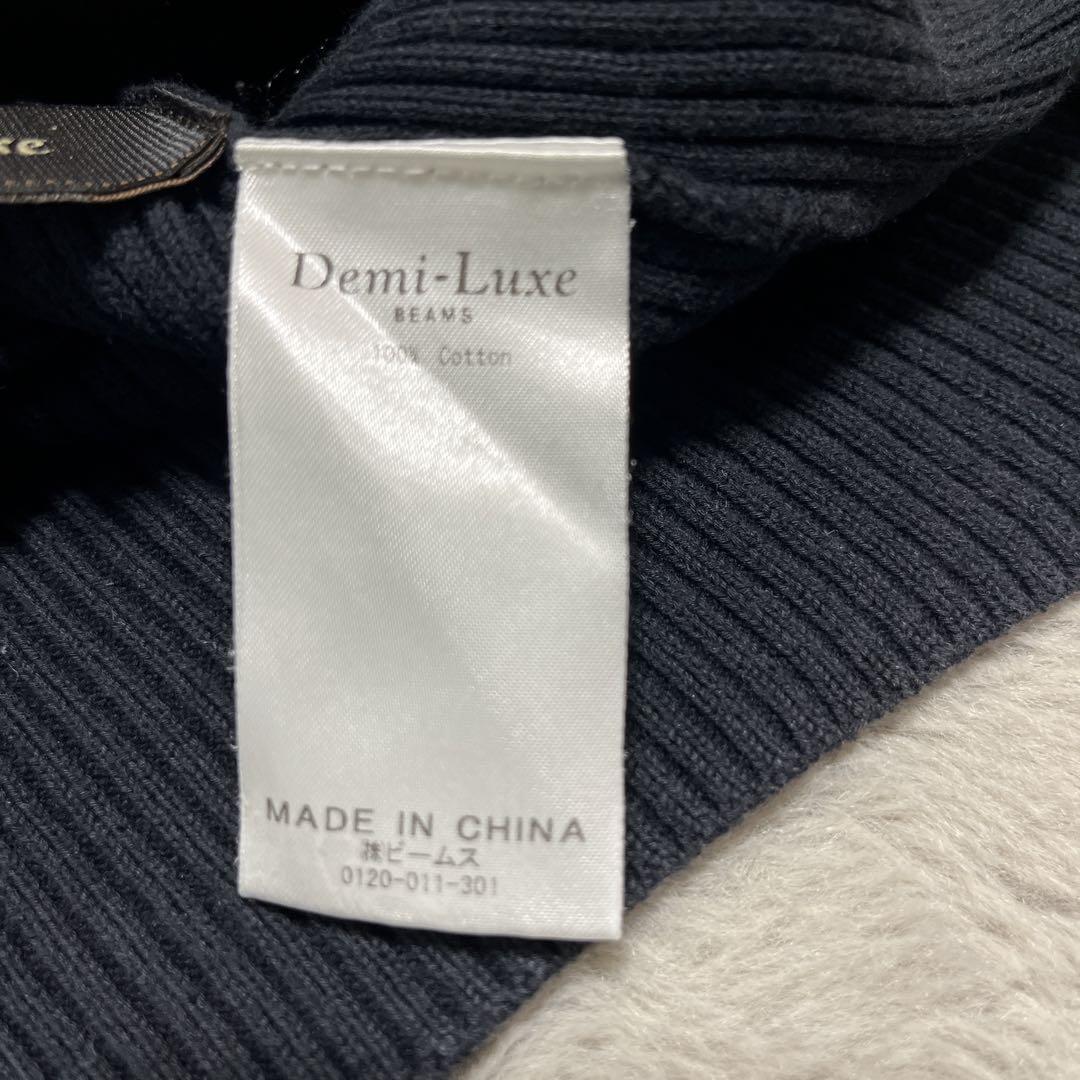 Demi-Luxe
BEAMS
100% Cotton
MADE IN CHINA
㈱ビームス
0120-011-301